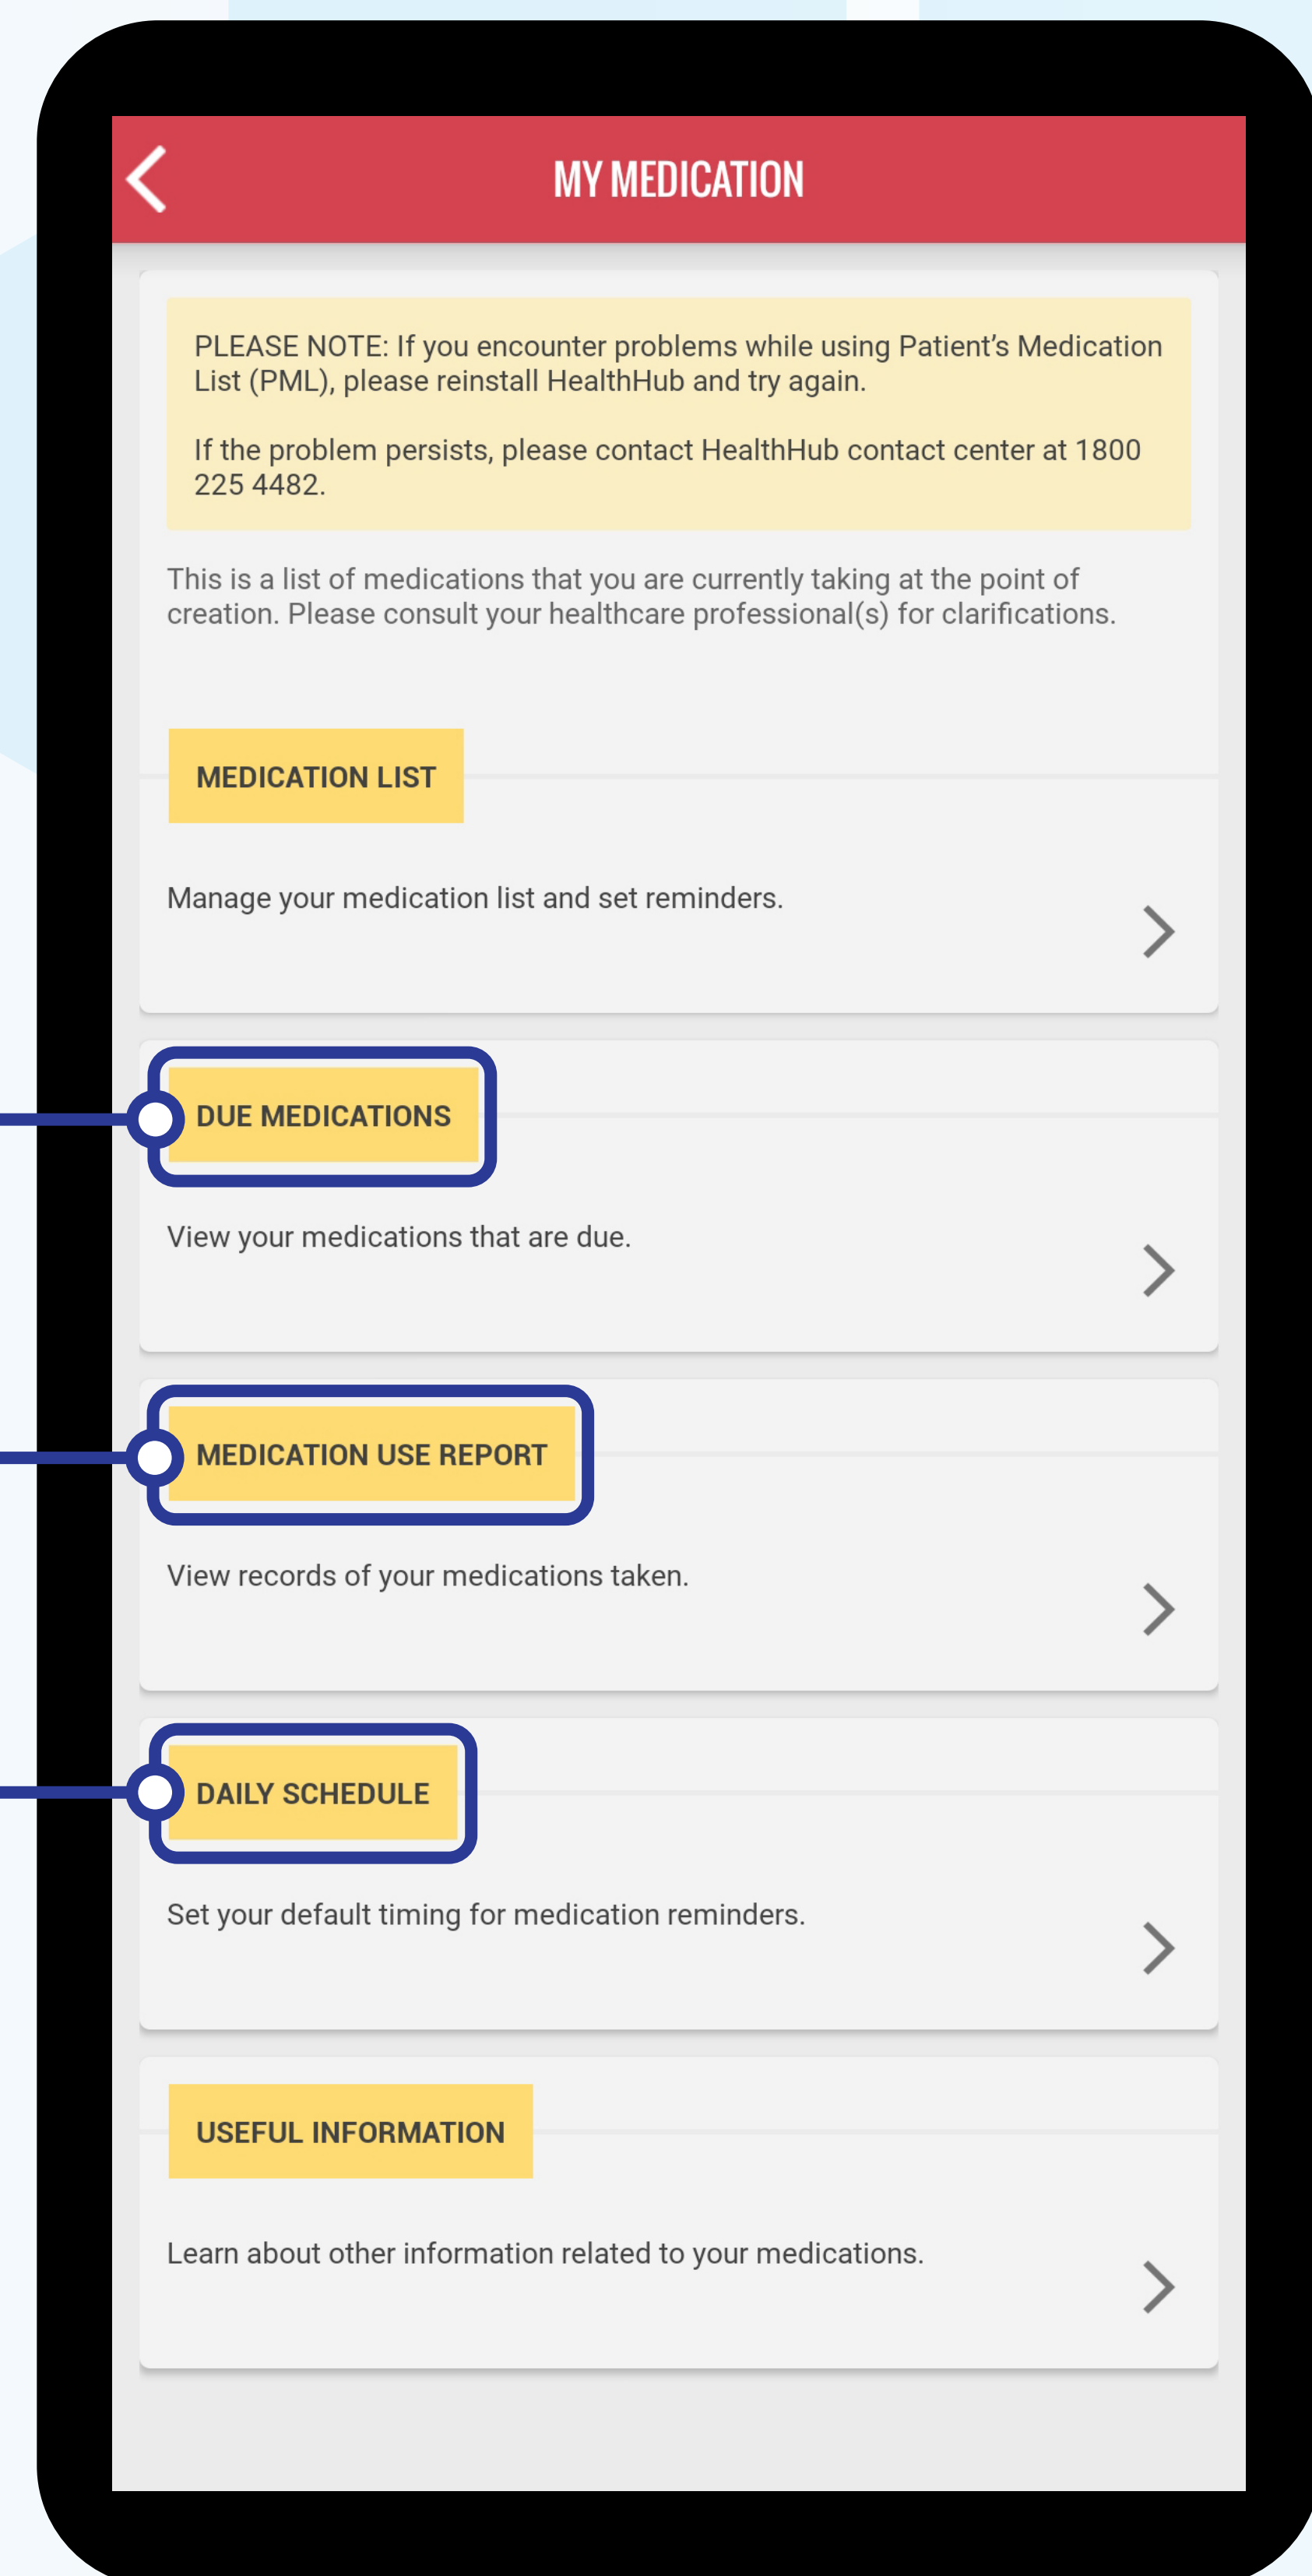 MY MEDICATION
PLEASE NOTE: If you encounter problems while using Patient’s Medication
List (PML), please reinstall HealthHub and try again.
If the problem persists, please contact HealthHub contact center at 1800
225 4482.
This is a list of medications that you are currently taking at the point of
creation. Please consult your healthcare professional(s) for clarifications.
MEDICATION LIST
Manage your medication list and set reminders.
DUE MEDICATIONS
View your medications that are due.
MEDICATION USE REPORT
View records of your medications taken.
DAILY SCHEDULE
Set your default timing for medication reminders.
USEFUL INFORMATION
Learn about other information related to your medications.